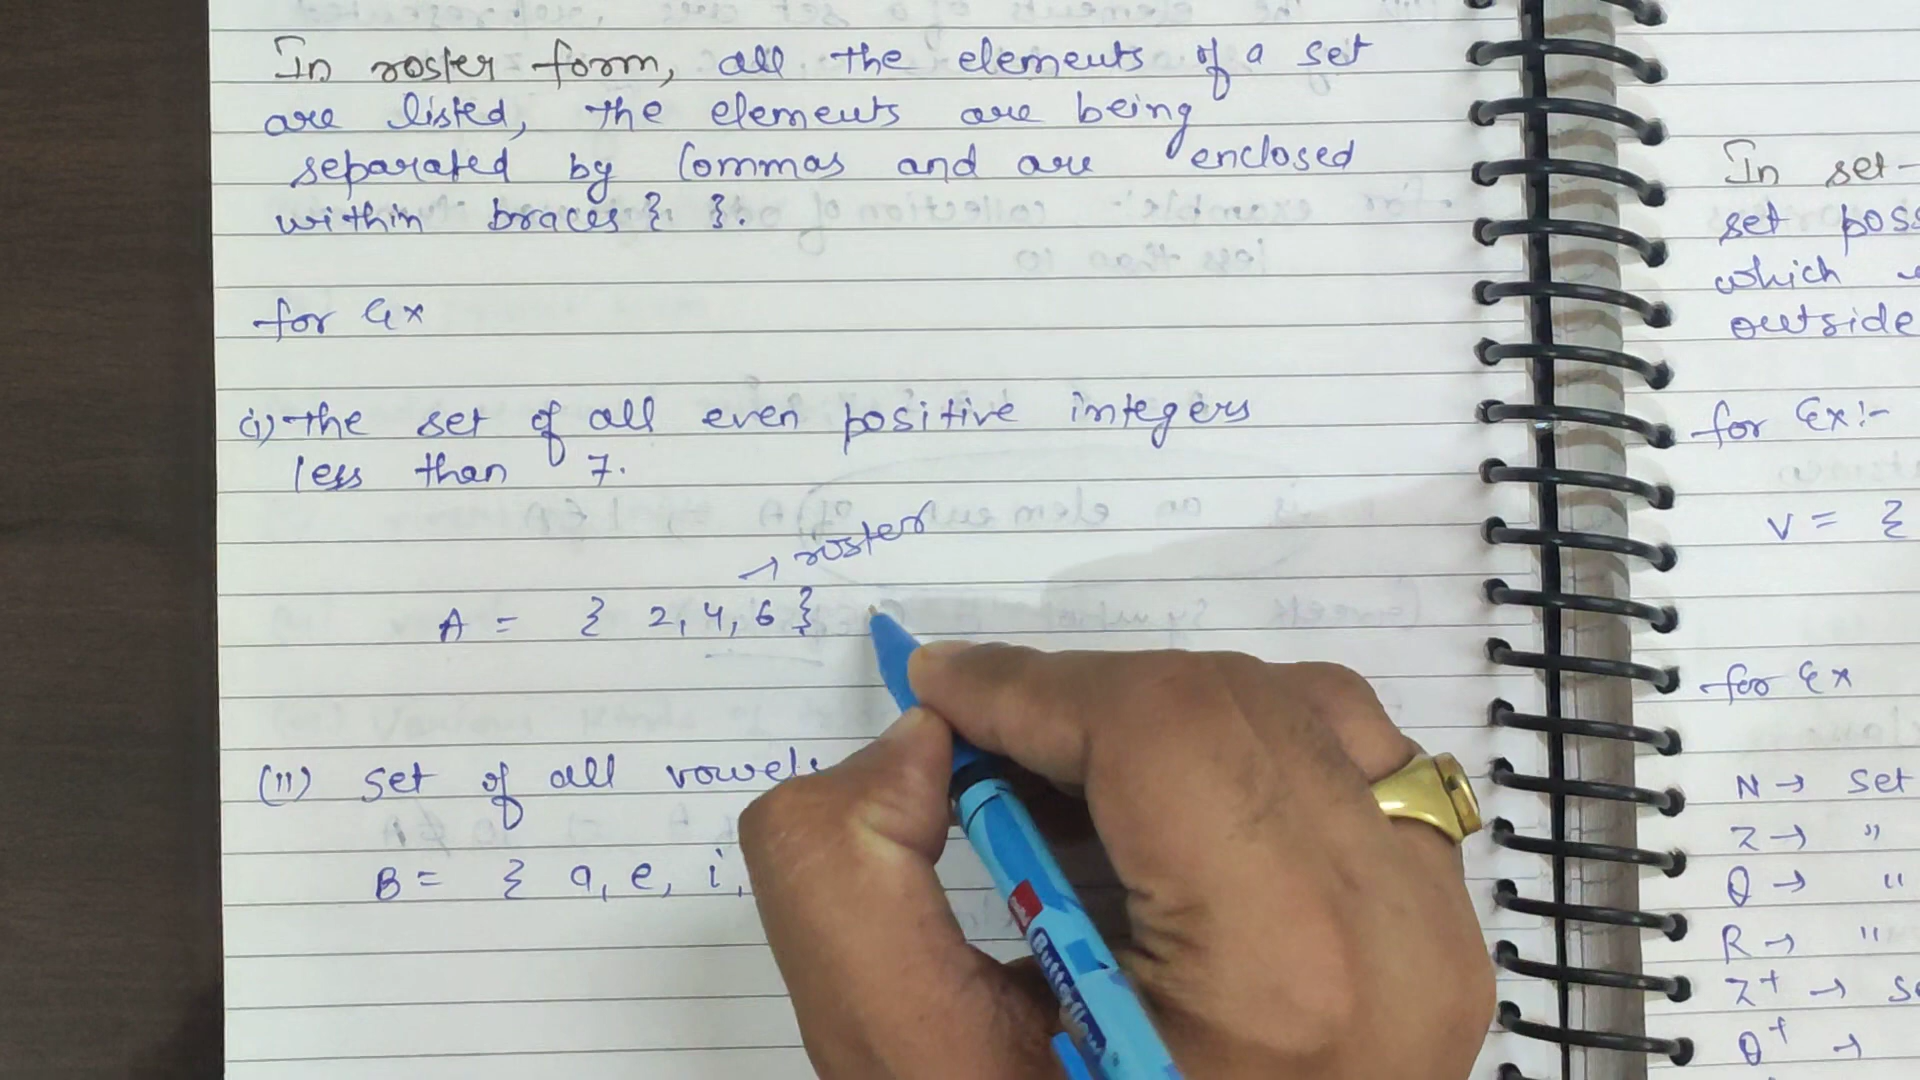 In roster form, all the elements of a set
are listed, the elements are being
separated by Commas and are enclosed
within braces { }.
for Ex
(i) the set of all even positive integers
less than 7.
→ roster
A = { 2, 4, 6 }
(ii) set of all vowels
B = { a, e, i,
Butterflow
In set-
set poss
which
outside
for Ex:-
V = {
for Ex
N → Set
Z → "
Q → "
R → "
Z+ → S
Q+ →